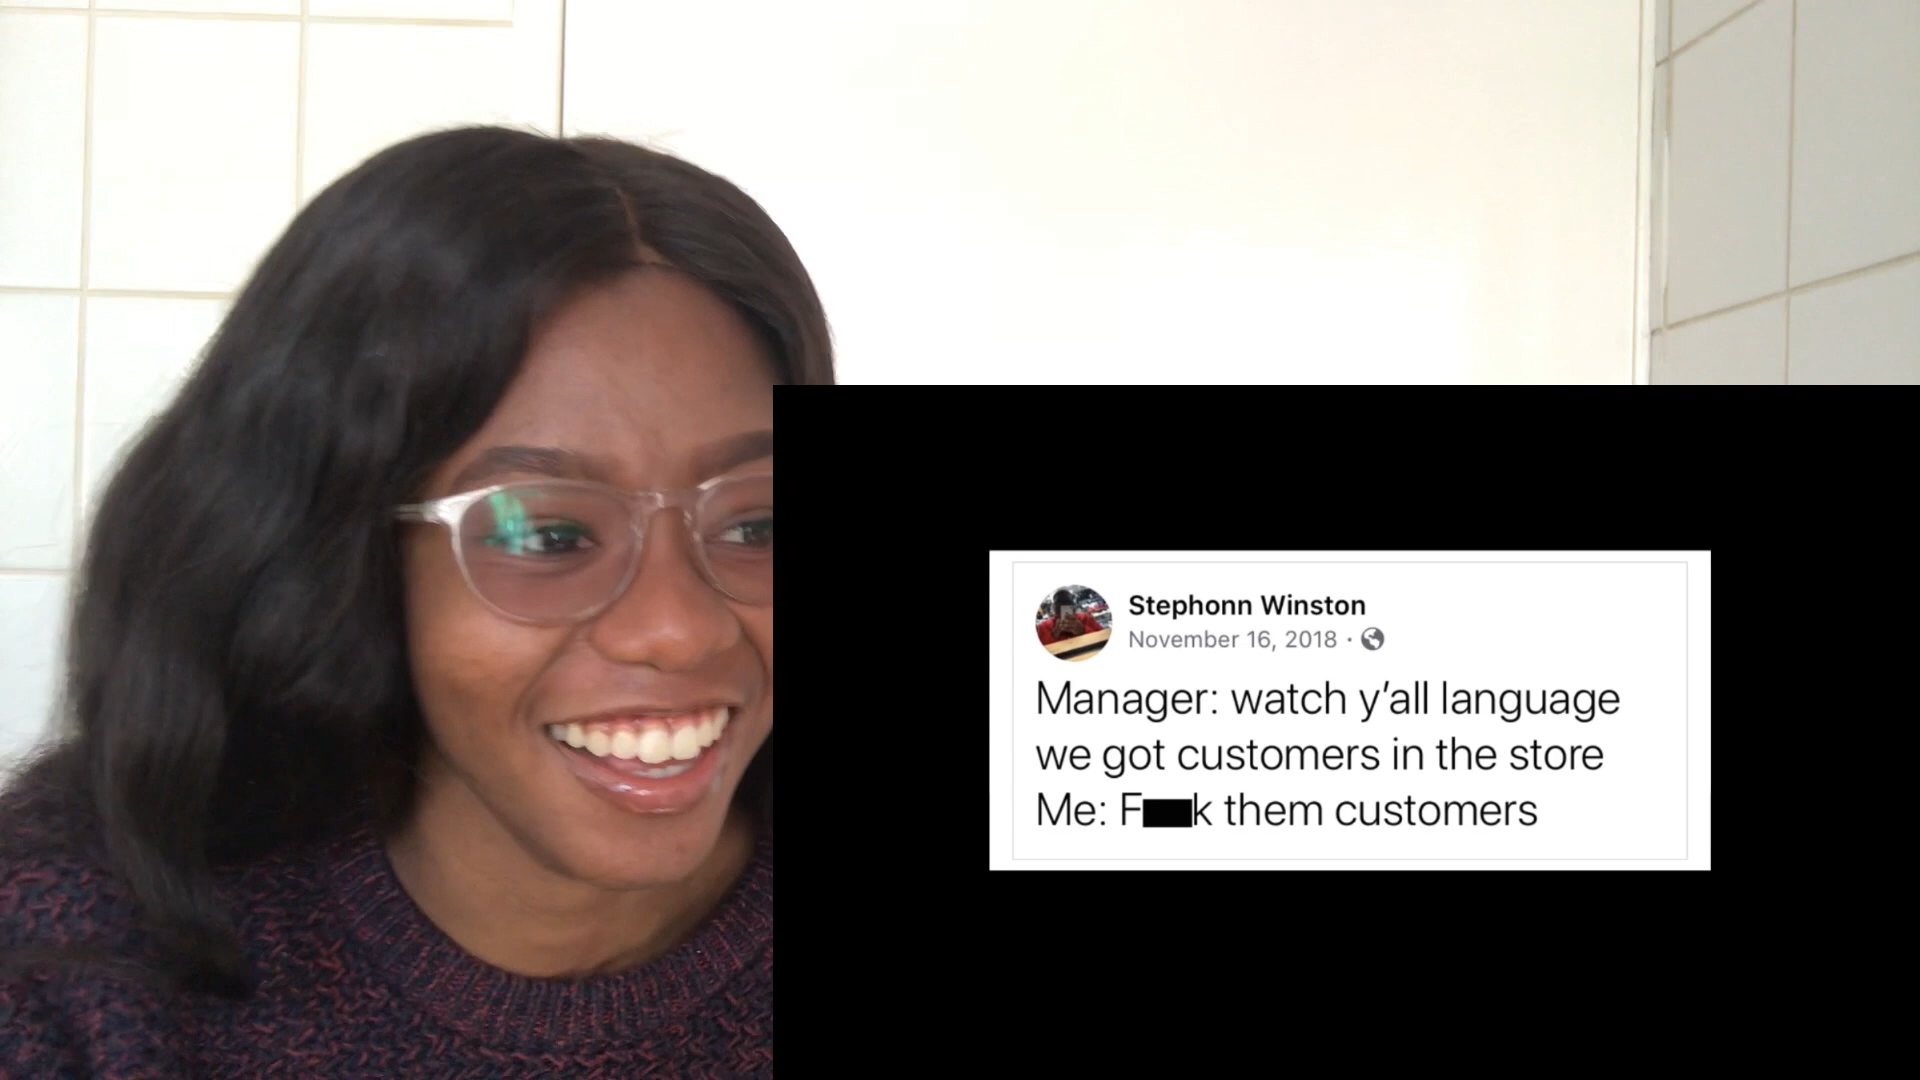 Stephonn Winston
November 16, 2018 ·
Manager: watch y’all language
we got customers in the store
Me: F██k them customers